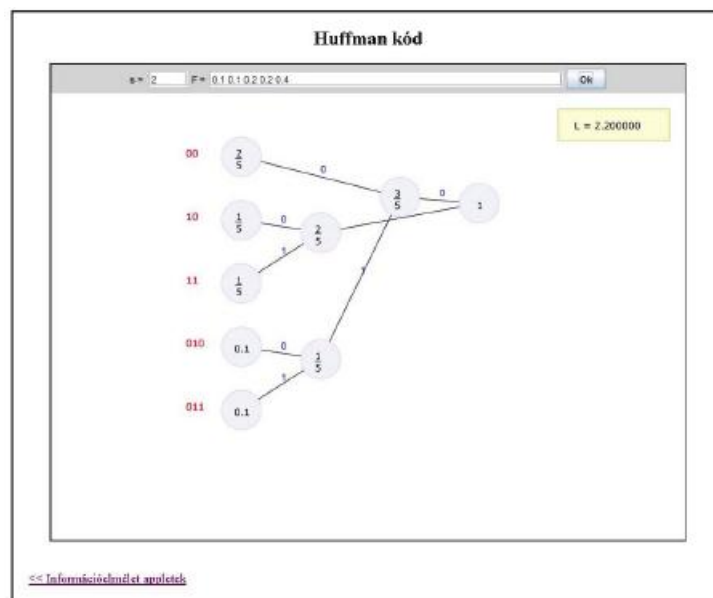 Huffman kód
s = 2 F = 0.1 0.1 0.2 0.2 0.4 Ok
L = 2.200000
00 2/5 0
3/5 0 1
10 1/5 0 2/5
11 1/5 1
1
010 0.1 0 1/5
011 0.1 1
<< Információelmélet appletek